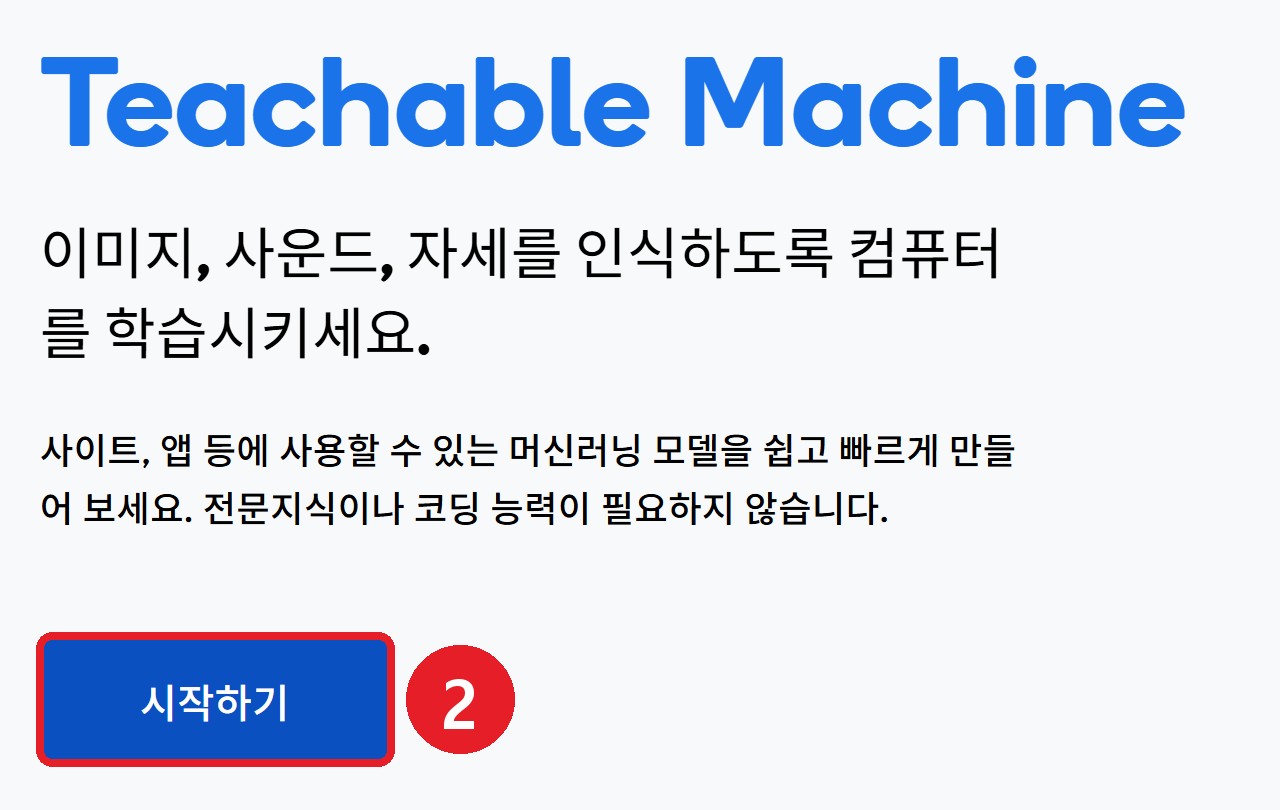 Teachable Machine
이미지, 사운드, 자세를 인식하도록 컴퓨터
를 학습시키세요.
사이트, 앱 등에 사용할 수 있는 머신러닝 모델을 쉽고 빠르게 만들
어 보세요. 전문지식이나 코딩 능력이 필요하지 않습니다.
시작하기 2